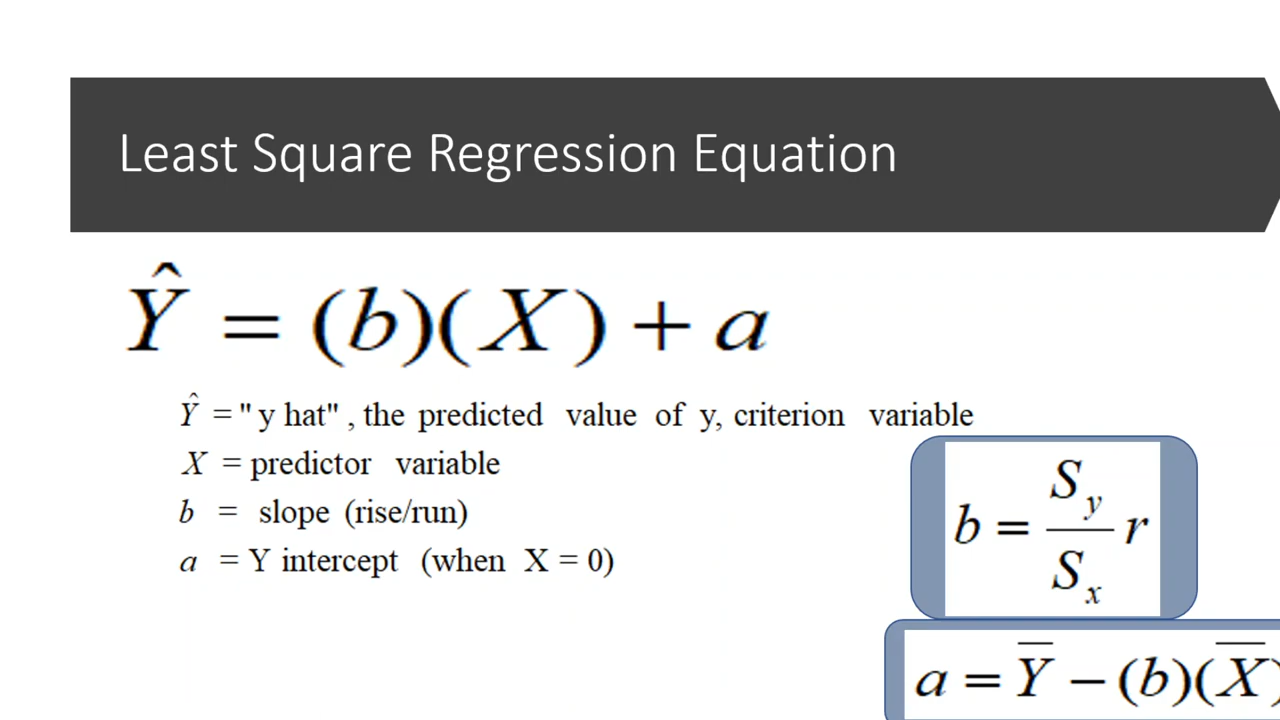 Least Square Regression Equation
Ŷ = (b)(X) + a
Ŷ = " y hat" , the predicted value of y, criterion variable
X = predictor variable
b = slope (rise/run)
a = Y intercept (when X = 0)
b = S_y / S_x r
a = Y̅ − (b)(X̅)